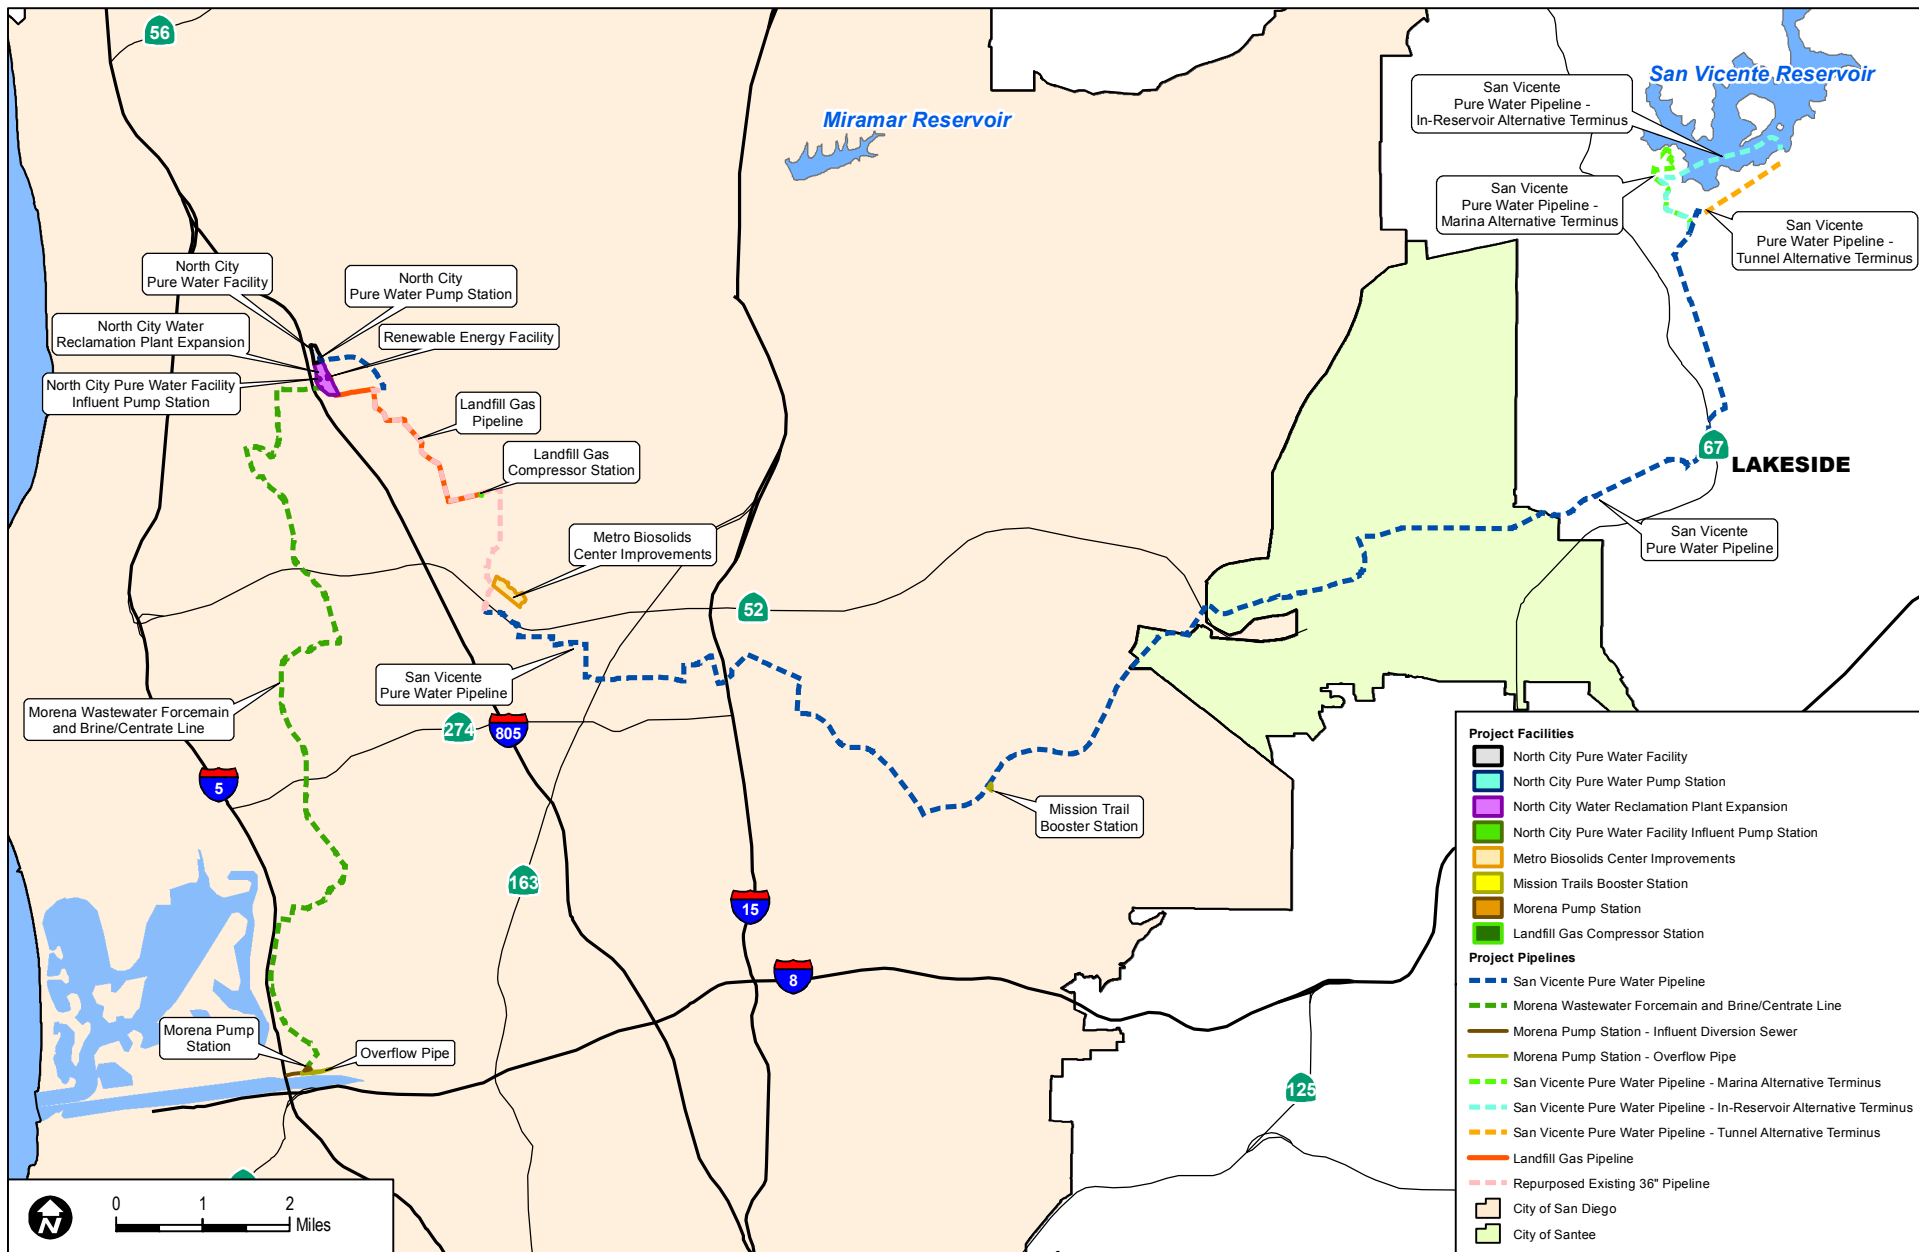 56
San Vicente Reservoir
San Vicente
Pure Water Pipeline -
In-Reservoir Alternative Terminus
Miramar Reservoir
San Vicente
Pure Water Pipeline -
Marina Alternative Terminus
San Vicente
Pure Water Pipeline -
Tunnel Alternative Terminus
North City
Pure Water Facility
North City
Pure Water Pump Station
North City Water
Reclamation Plant Expansion
Renewable Energy Facility
North City Pure Water Facility
Influent Pump Station
Landfill Gas
Pipeline
Landfill Gas
Compressor Station
67
LAKESIDE
Metro Biosolids
Center Improvements
San Vicente
Pure Water Pipeline
52
San Vicente
Pure Water Pipeline
Morena Wastewater Forcemain
and Brine/Centrate Line
274
805
5
Mission Trail
Booster Station
163
15
8
Morena Pump
Station
Overflow Pipe
125
N
0 1 2
Miles
Project Facilities
North City Pure Water Facility
North City Pure Water Pump Station
North City Water Reclamation Plant Expansion
North City Pure Water Facility Influent Pump Station
Metro Biosolids Center Improvements
Mission Trails Booster Station
Morena Pump Station
Landfill Gas Compressor Station
Project Pipelines
San Vicente Pure Water Pipeline
Morena Wastewater Forcemain and Brine/Centrate Line
Morena Pump Station - Influent Diversion Sewer
Morena Pump Station - Overflow Pipe
San Vicente Pure Water Pipeline - Marina Alternative Terminus
San Vicente Pure Water Pipeline - In-Reservoir Alternative Terminus
San Vicente Pure Water Pipeline - Tunnel Alternative Terminus
Landfill Gas Pipeline
Repurposed Existing 36" Pipeline
City of San Diego
City of Santee